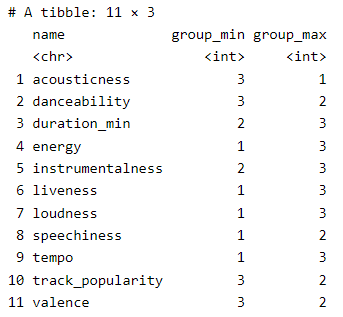 # A tibble: 11 × 3
name group_min group_max
<chr> <int> <int>
1 acousticness 3 1
2 danceability 3 2
3 duration_min 2 3
4 energy 1 3
5 instrumentalness 2 3
6 liveness 1 3
7 loudness 1 3
8 speechiness 1 2
9 tempo 1 3
10 track_popularity 3 2
11 valence 3 2